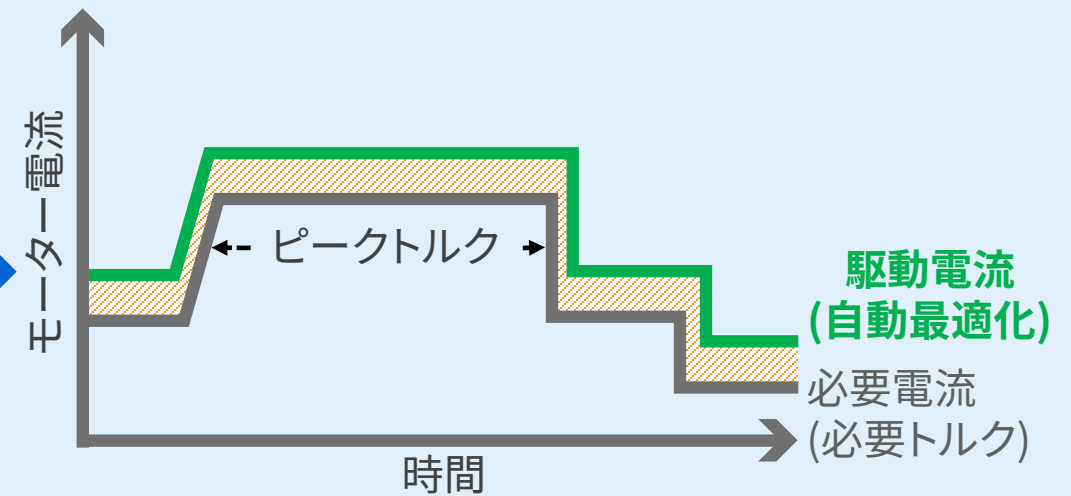 モーター電流
ピークトルク
駆動電流
(自動最適化)
必要電流
(必要トルク)
時間